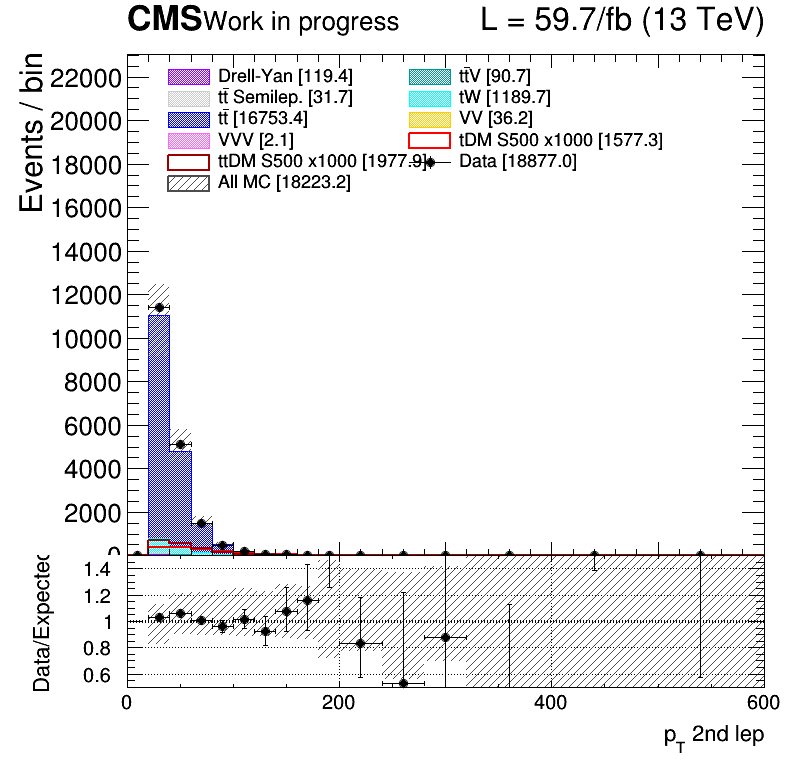 CMS Work in progress L = 59.7/fb (13 TeV)
Events / bin
22000
20000
18000
16000
14000
12000
10000
8000
6000
4000
2000
0
Drell-Yan [119.4]
tt̄ Semilep. [31.7]
tt̄ [16753.4]
VVV [2.1]
ttDM S500 x1000 [1977.9]
All MC [18223.2]
tt̄V [90.7]
tW [1189.7]
VV [36.2]
tDM S500 x1000 [1577.3]
Data [18877.0]
Data/Expected
1.4
1.2
1
0.8
0.6
0 200 400 600
p_T 2nd lep